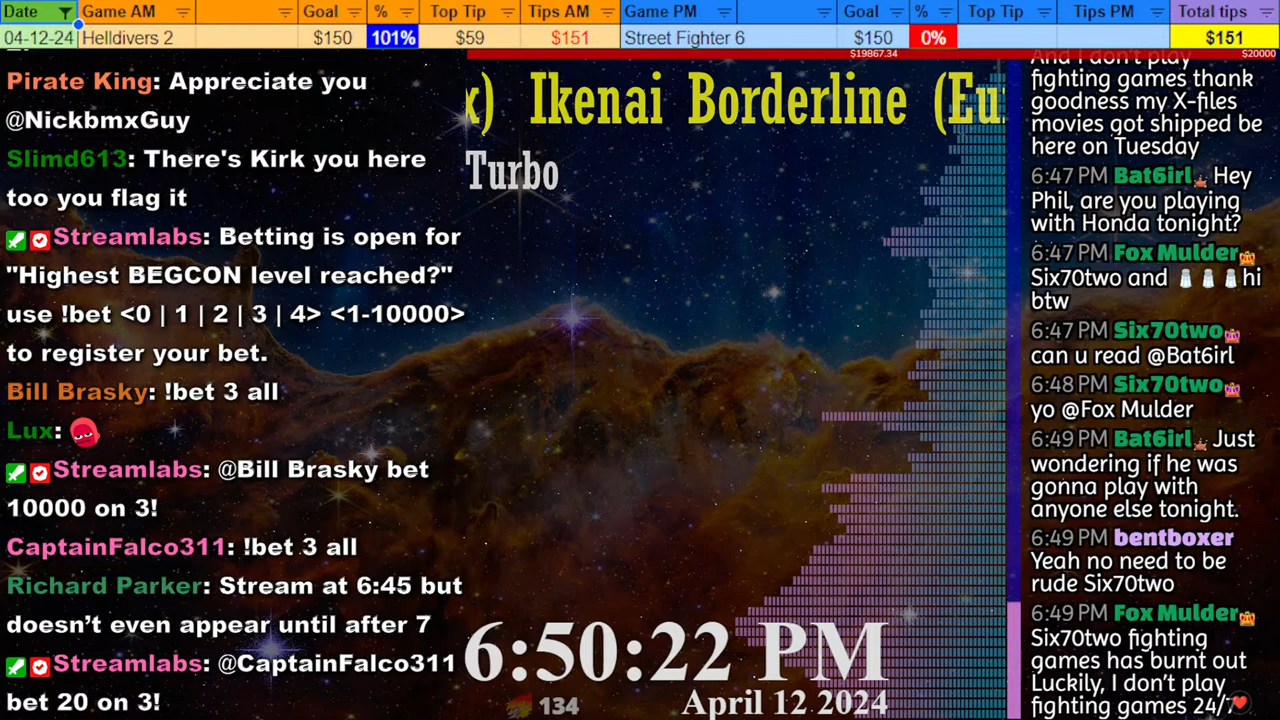 Date Game AM Goal % Top Tip Tips AM Game PM Goal % Top Tip Tips PM Total tips
04-12-24 Helldivers 2 $150 101% $59 $151 Street Fighter 6 $150 0% $151
$19867.34 $20000
Pirate King: Appreciate you
@NickbmxGuy
Slimd613: There's Kirk you here
too you flag it
Streamlabs: Betting is open for
"Highest BEGCON level reached?"
use !bet <0 | 1 | 2 | 3 | 4> <1-10000>
to register your bet.
Bill Brasky: !bet 3 all
Lux:
Streamlabs: @Bill Brasky bet
10000 on 3!
CaptainFalco311: !bet 3 all
Richard Parker: Stream at 6:45 but
doesn't even appear until after 7
Streamlabs: @CaptainFalco311
bet 20 on 3!
x) Ikenai Borderline (Eu
Turbo
6:50:22 PM
April 12 2024
134
And I don't play
fighting games thank
goodness my X-files
movies got shipped be
here on Tuesday
6:47 PM Bat6irl Hey
Phil, are you playing
with Honda tonight?
6:47 PM Fox Mulder
Six70two and hi
btw
6:47 PM Six70two
can u read @Bat6irl
6:48 PM Six70two
yo @Fox Mulder
6:49 PM Bat6irl Just
wondering if he was
gonna play with
anyone else tonight.
6:49 PM bentboxer
Yeah no need to be
rude Six70two
6:49 PM Fox Mulder
Six70two fighting
games has burnt out
Luckily, I don't play
fighting games 24/7